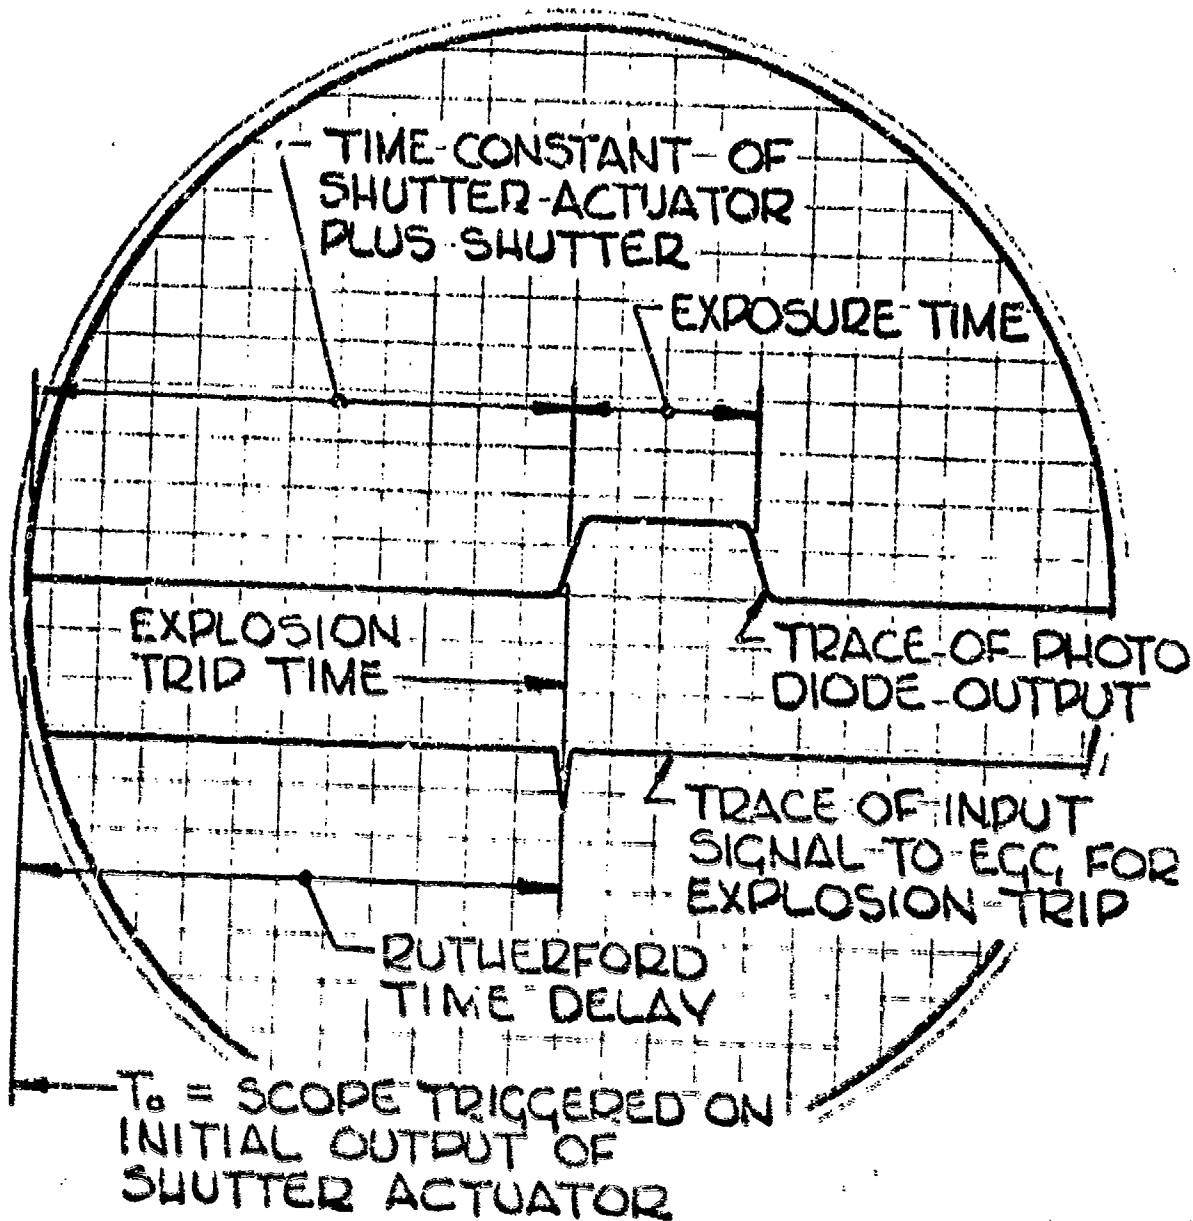 TIME CONSTANT OF
SHUTTER ACTUATOR
PLUS SHUTTER
EXPOSURE TIME
EXPLOSION
TRIP TIME
TRACE OF PHOTO
DIODE OUTPUT
TRACE OF INPUT
SIGNAL TO EGG FOR
EXPLOSION TRIP
RUTHERFORD
TIME DELAY
To = SCOPE TRIGGERED ON
INITIAL OUTPUT OF
SHUTTER ACTUATOR